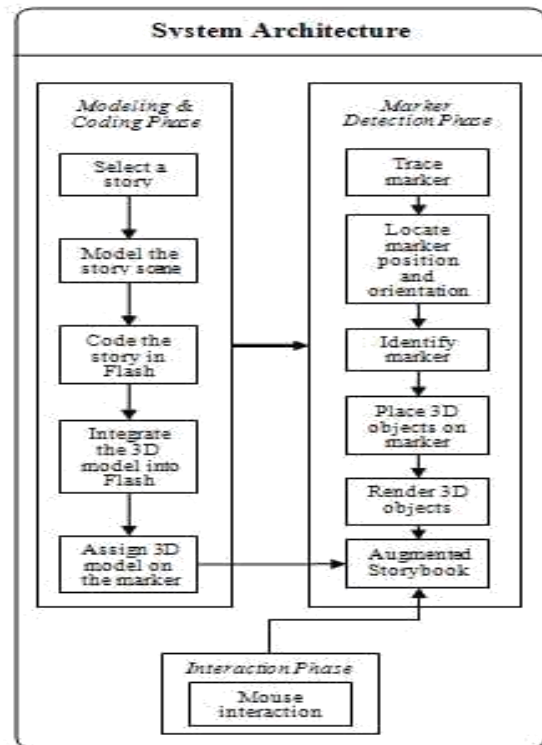 System Architecture
Modeling &
Coding Phase
Select a
story
Model the
story scene
Code the
story in
Flash
Integrate
the 3D
model into
Flash
Assign 3D
model on
the marker
Marker
Detection Phase
Trace
marker
Locate
marker
position
and
orientation
Identify
marker
Place 3D
objects on
marker
Render 3D
objects
Augmented
Storybook
Interaction Phase
Mouse
interaction